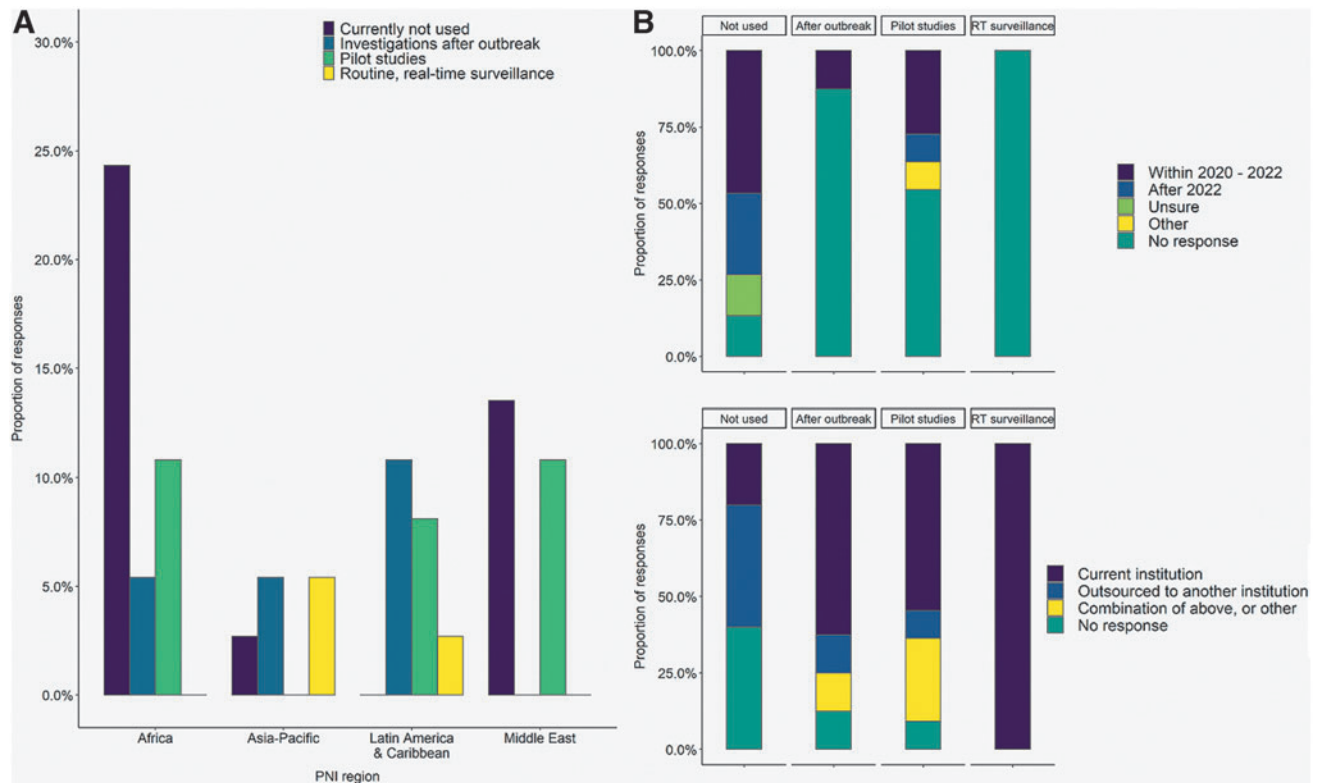 A
Currently not used
Investigations after outbreak
Pilot studies
Routine, real-time surveillance
Proportion of responses
30.0%
25.0%
20.0%
15.0%
10.0%
5.0%
0.0%
Africa
Asia-Pacific
Latin America
& Caribbean
Middle East
PNI region
B
Not used
After outbreak
Pilot studies
RT surveillance
Proportion of responses
100.0%
75.0%
50.0%
25.0%
0.0%
Within 2020 - 2022
After 2022
Unsure
Other
No response
Not used
After outbreak
Pilot studies
RT surveillance
Proportion of responses
100.0%
75.0%
50.0%
25.0%
0.0%
Current institution
Outsourced to another institution
Combination of above, or other
No response